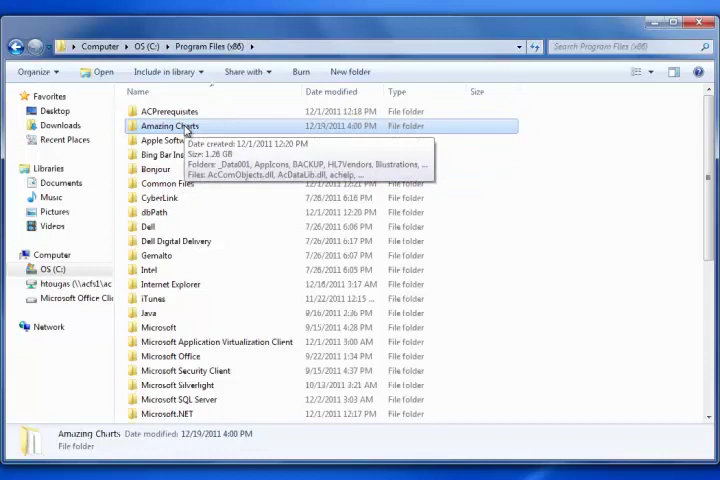 Computer ▸ OS (C:) ▸ Program Files (x86) ▸
Search Program Files (x86)
Organize Open Include in library Share with Burn New folder
Name Date modified Type Size
Favorites
Desktop
Downloads
Recent Places
Libraries
Documents
Music
Pictures
Videos
Computer
OS (C:)
htougas (\\acfs1\ac
Microsoft Office Clic
Network
ACPrerequisites 12/1/2011 12:18 PM File folder
Amazing Charts 12/19/2011 4:00 PM File folder
Apple Softw
Bing Bar Ins
Bonjour
Date created: 12/1/2011 12:20 PM
Size: 1.26 GB
Folders: _Data001, AppIcons, BACKUP, HL7Vendors, Illustrations, ...
Files: AcComObjects.dll, AcDataLib.dll, achelp, ...
Common Files 12/1/2011 12:21 PM File folder
CyberLink 7/26/2011 6:16 PM File folder
dbPath 12/1/2011 12:20 PM File folder
Dell 7/26/2011 6:06 PM File folder
Dell Digital Delivery 7/26/2011 6:17 PM File folder
Gemalto 7/26/2011 6:13 PM File folder
Intel 7/26/2011 6:05 PM File folder
Internet Explorer 12/16/2011 3:17 AM File folder
iTunes 11/22/2011 12:15 ... File folder
Java 9/15/2011 2:36 PM File folder
Microsoft 9/15/2011 4:28 PM File folder
Microsoft Application Virtualization Client 12/1/2011 3:00 AM File folder
Microsoft Office 9/22/2011 1:34 PM File folder
Microsoft Security Client 9/15/2011 4:20 PM File folder
Microsoft Silverlight 10/13/2011 3:21 AM File folder
Microsoft SQL Server 12/2/2011 3:03 AM File folder
Microsoft.NET 12/1/2011 12:17 PM File folder
Amazing Charts Date modified: 12/19/2011 4:00 PM
File folder